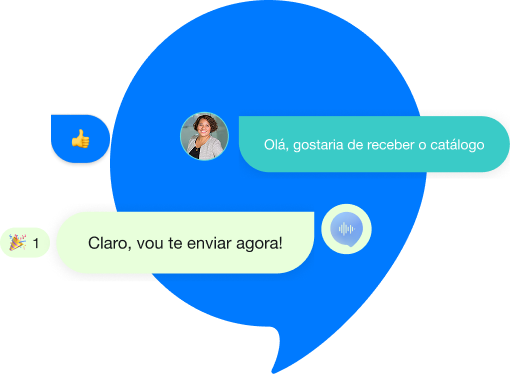 👍
Olá, gostaria de receber o catálogo
Claro, vou te enviar agora!
🎉 1